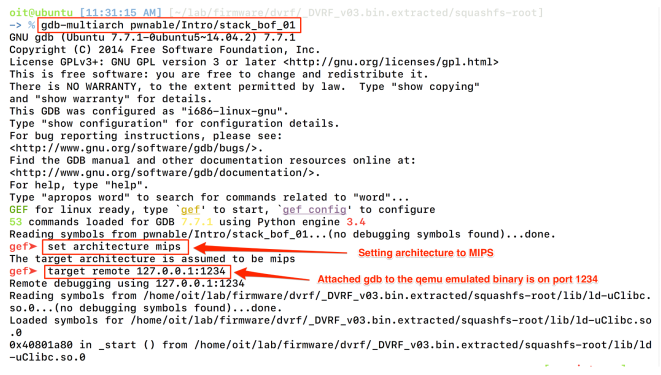 oit@ubuntu [11:31:15 AM] [~/lab/firmware/dvrf/_DVRF_v03.bin.extracted/squashfs-root]
-> % gdb-multiarch pwnable/Intro/stack_bof_01
GNU gdb (Ubuntu 7.7.1-0ubuntu5~14.04.2) 7.7.1
Copyright (C) 2014 Free Software Foundation, Inc.
License GPLv3+: GNU GPL version 3 or later <http://gnu.org/licenses/gpl.html>
This is free software: you are free to change and redistribute it.
There is NO WARRANTY, to the extent permitted by law.  Type "show copying"
and "show warranty" for details.
This GDB was configured as "i686-linux-gnu".
Type "show configuration" for configuration details.
For bug reporting instructions, please see:
<http://www.gnu.org/software/gdb/bugs/>.
Find the GDB manual and other documentation resources online at:
<http://www.gnu.org/software/gdb/documentation/>.
For help, type "help".
Type "apropos word" to search for commands related to "word"...
GEF for linux ready, type `gef' to start, `gef config' to configure
53 commands loaded for GDB 7.7.1 using Python engine 3.4
Reading symbols from pwnable/Intro/stack_bof_01...(no debugging symbols found)...done.
gef➤ set architecture mips
Setting architecture to MIPS
The target architecture is assumed to be mips
gef➤ target remote 127.0.0.1:1234
Attached gdb to the qemu emulated binary is on port 1234
Remote debugging using 127.0.0.1:1234
Reading symbols from /home/oit/lab/firmware/dvrf/_DVRF_v03.bin.extracted/squashfs-root/lib/ld-uClibc.
so.0...(no debugging symbols found)...done.
Loaded symbols for /home/oit/lab/firmware/dvrf/_DVRF_v03.bin.extracted/squashfs-root/lib/ld-uClibc.so
.0
0x40801a80 in _start () from /home/oit/lab/firmware/dvrf/_DVRF_v03.bin.extracted/squashfs-root/lib/ld
-uClibc.so.0